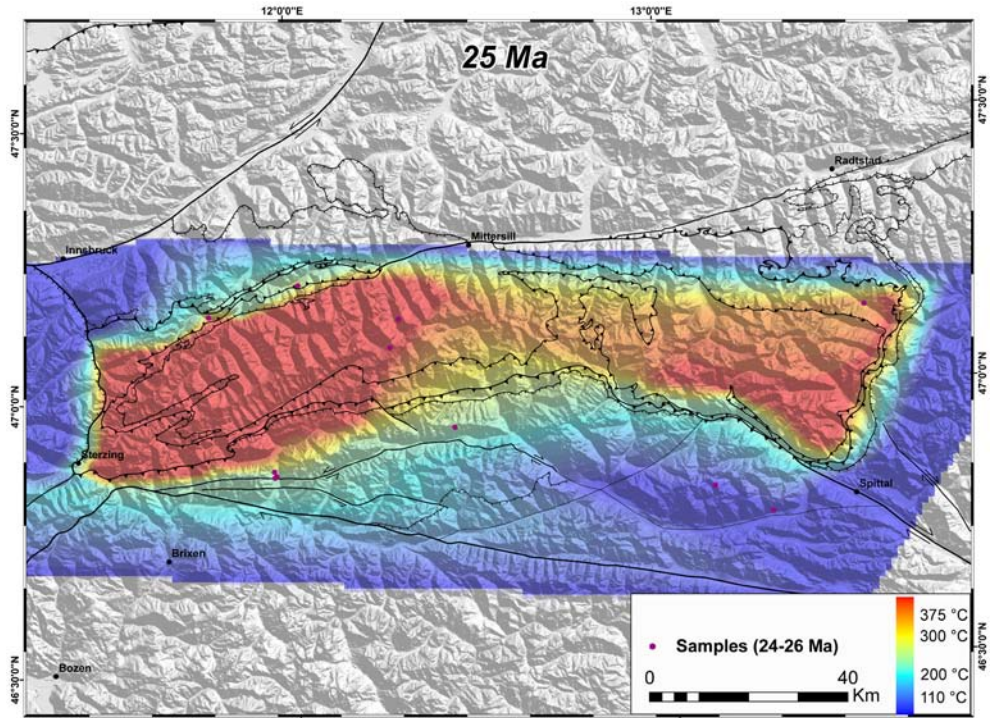 12°0'0"E
13°0'0"E
25 Ma
47°30'0"N
47°30'0"N
Radtstad
Innsbruck
Mittersill
47°0'0"N
47°0'0"N
Sterzing
Spittal
Brixen
Bozen
46°30'0"N
46°30'0"N
Samples (24-26 Ma)
0
40
Km
375 °C
300 °C
200 °C
110 °C